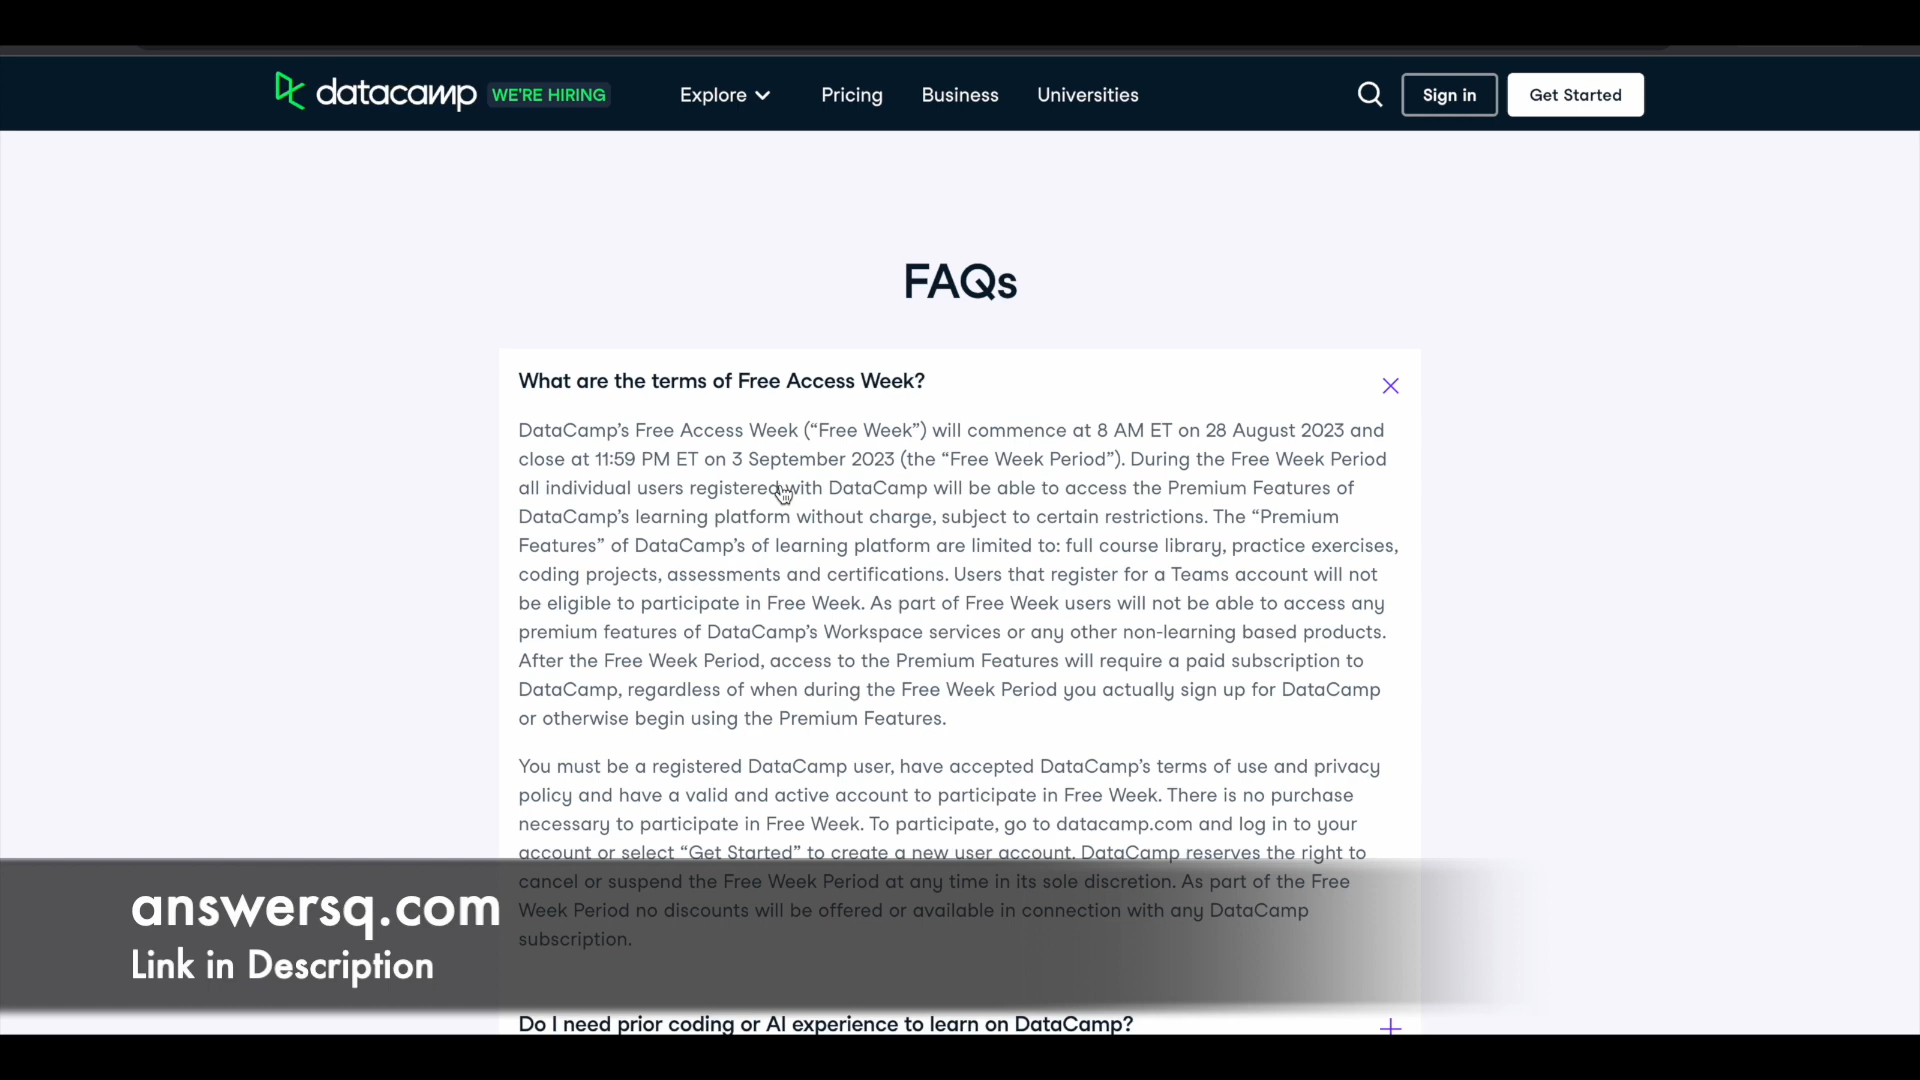 datacamp WE'RE HIRING Explore Pricing Business Universities Sign in Get Started
FAQs
What are the terms of Free Access Week?
DataCamp's Free Access Week (“Free Week”) will commence at 8 AM ET on 28 August 2023 and
close at 11:59 PM ET on 3 September 2023 (the “Free Week Period”). During the Free Week Period
all individual users registered with DataCamp will be able to access the Premium Features of
DataCamp's learning platform without charge, subject to certain restrictions. The “Premium
Features” of DataCamp's of learning platform are limited to: full course library, practice exercises,
coding projects, assessments and certifications. Users that register for a Teams account will not
be eligible to participate in Free Week. As part of Free Week users will not be able to access any
premium features of DataCamp's Workspace services or any other non-learning based products.
After the Free Week Period, access to the Premium Features will require a paid subscription to
DataCamp, regardless of when during the Free Week Period you actually sign up for DataCamp
or otherwise begin using the Premium Features.
You must be a registered DataCamp user, have accepted DataCamp's terms of use and privacy
policy and have a valid and active account to participate in Free Week. There is no purchase
necessary to participate in Free Week. To participate, go to datacamp.com and log in to your
account or select “Get Started” to create a new user account. DataCamp reserves the right to
cancel or suspend the Free Week Period at any time in its sole discretion. As part of the Free
Week Period no discounts will be offered or available in connection with any DataCamp
subscription.
answersq.com
Link in Description
Do I need prior coding or AI experience to learn on DataCamp?